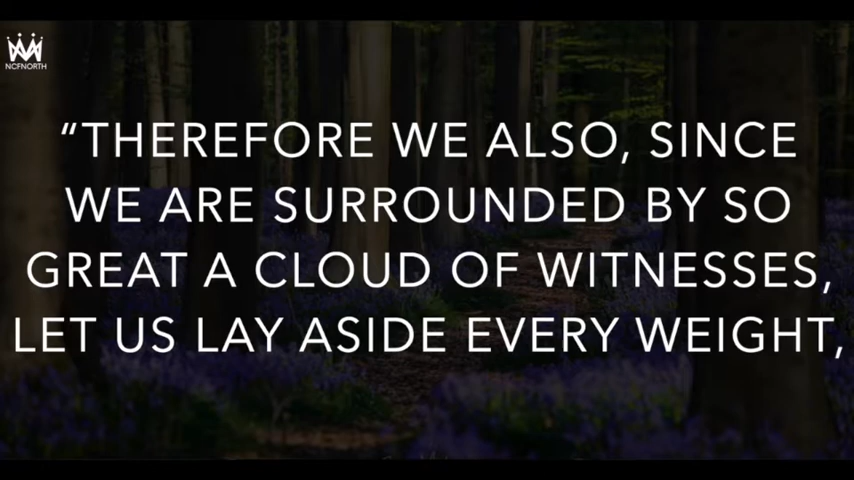 NCFNORTH
“THEREFORE WE ALSO, SINCE
WE ARE SURROUNDED BY SO
GREAT A CLOUD OF WITNESSES,
LET US LAY ASIDE EVERY WEIGHT,